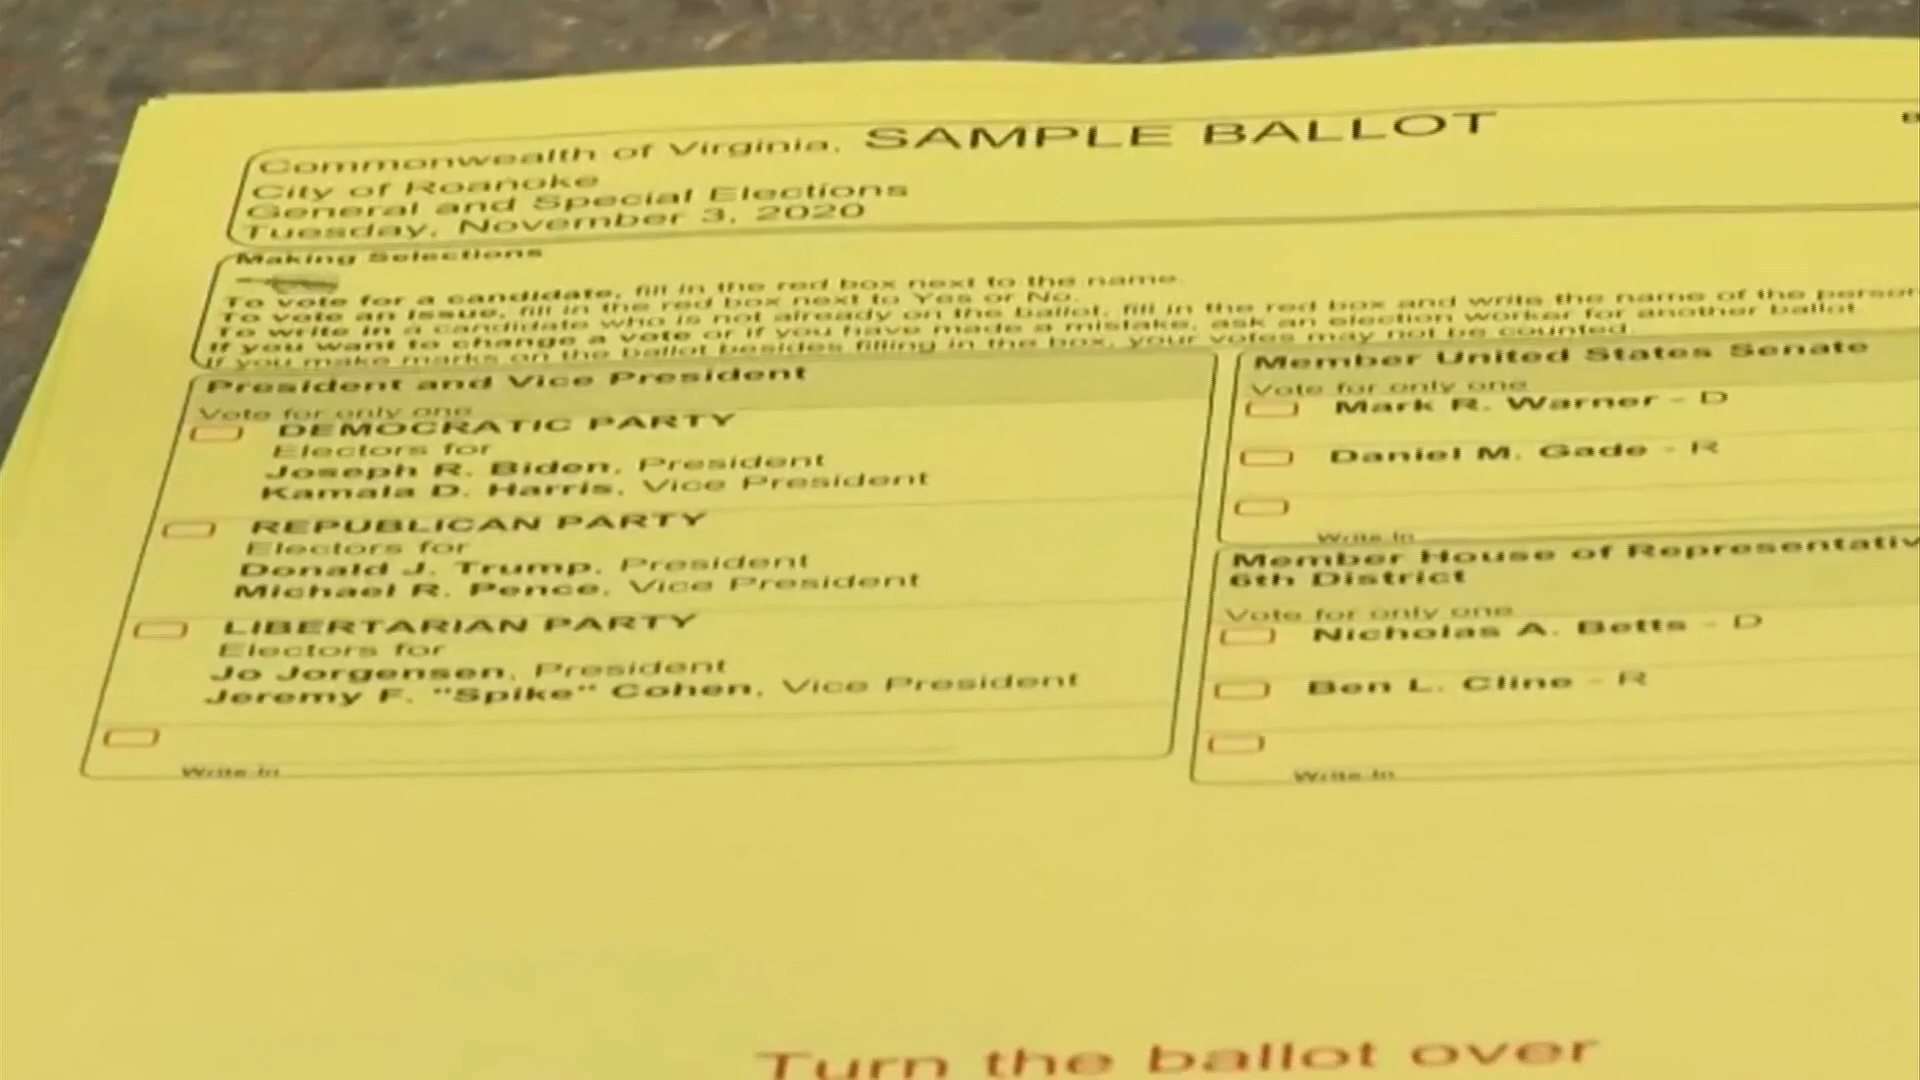 Commonwealth of Virginia, SAMPLE BALLOT
City of Roanoke
General and Special Elections
Tuesday, November 3, 2020
Making Selections
To vote for a candidate, fill in the red box next to the name.
To vote an issue, fill in the red box next to Yes or No.
To write in a candidate who is not already on the ballot, fill in the red box and write the name of the person
If you want to change a vote or if you have made a mistake, ask an election worker for another ballot.
If you make marks on the ballot besides filling in the box, your votes may not be counted.
President and Vice President
Vote for only one
DEMOCRATIC PARTY
Electors for
Joseph R. Biden, President
Kamala D. Harris, Vice President
REPUBLICAN PARTY
Electors for
Donald J. Trump, President
Michael R. Pence, Vice President
LIBERTARIAN PARTY
Electors for
Jo Jorgensen, President
Jeremy F. "Spike" Cohen, Vice President
Write-In
Member United States Senate
Vote for only one
Mark R. Warner - D
Daniel M. Gade - R
Write-In
Member House of Representativ
6th District
Vote for only one
Nicholas A. Betts - D
Ben L. Cline - R
Write-In
Turn the ballot over